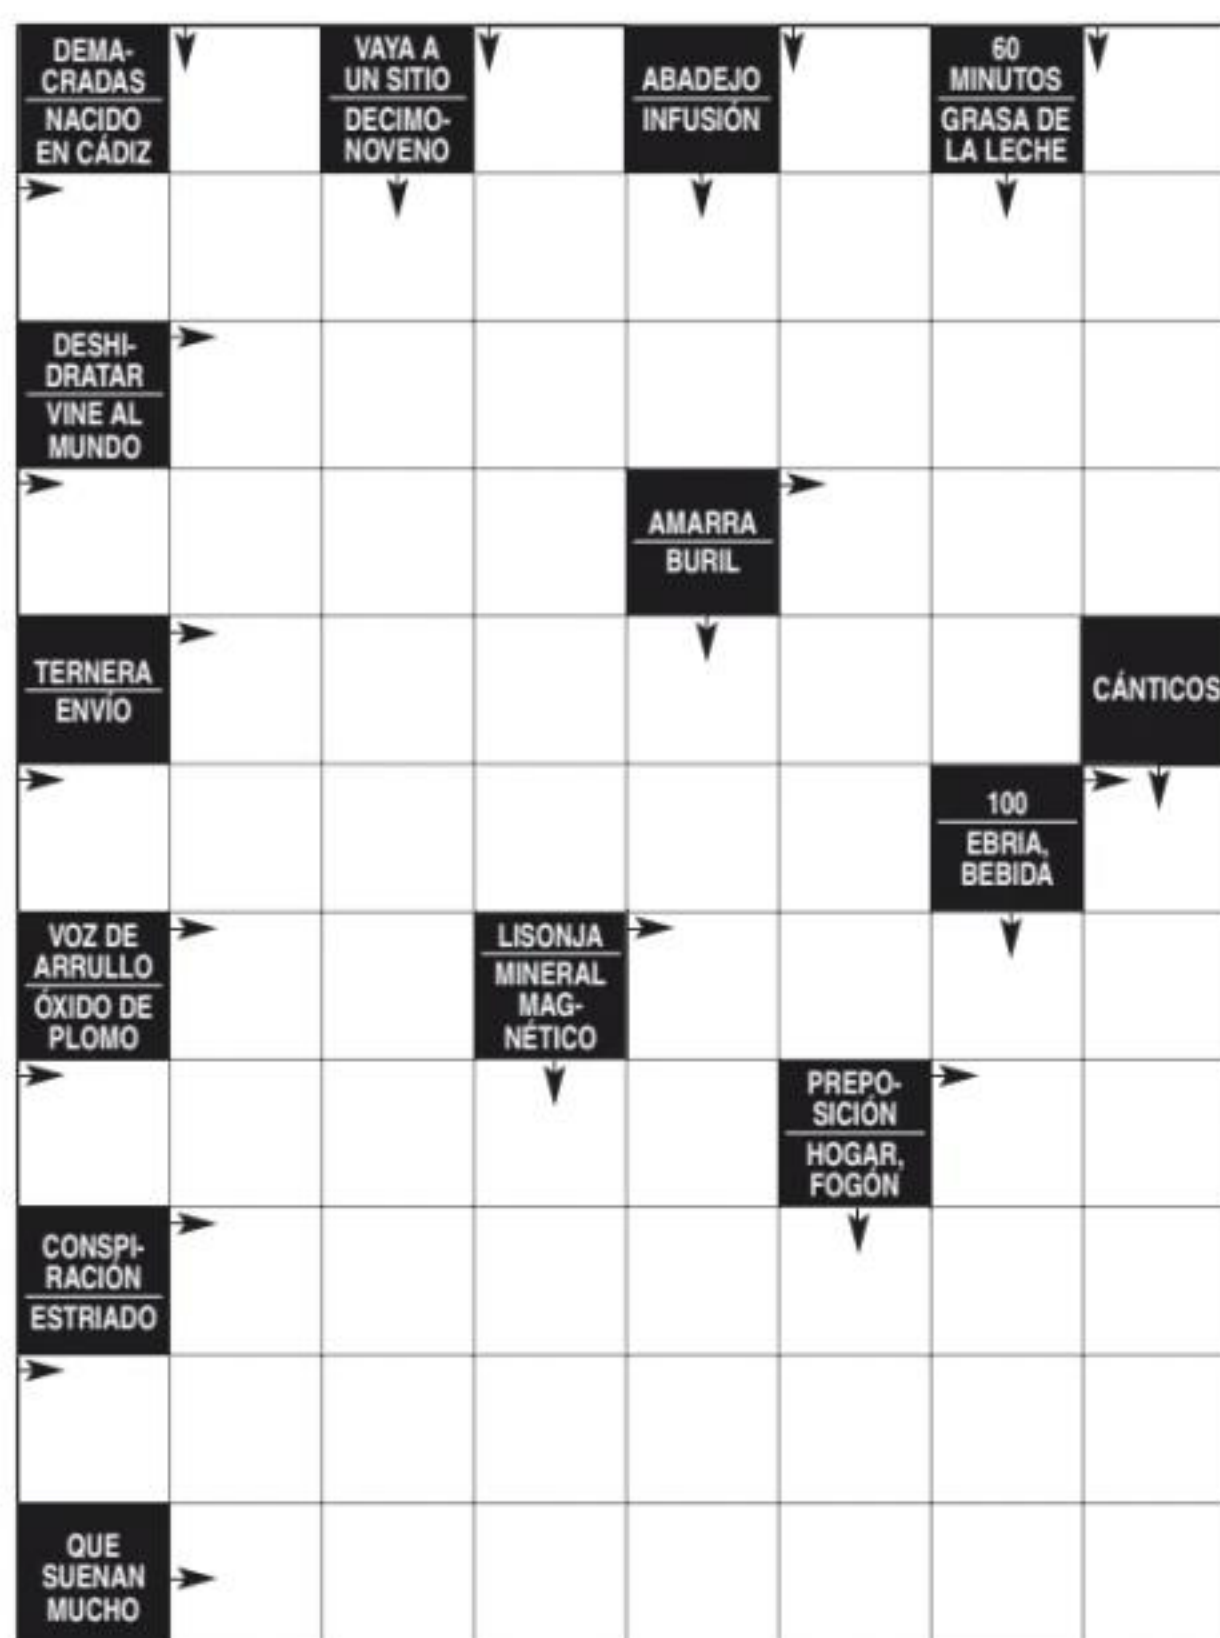 DEMA-
CRADAS
NACIDO
EN CÁDIZ
VAYA A
UN SITIO
DECIMO-
NOVENO
ABADEJO
INFUSIÓN
60
MINUTOS
GRASA DE
LA LECHE
DESHI-
DRATAR
VINE AL
MUNDO
AMARRA
BURIL
TERNERA
ENVÍO
CÁNTICOS
100
EBRIA,
BEBIDA
VOZ DE
ARRULLO
ÓXIDO DE
PLOMO
LISONJA
MINERAL
MAG-
NÉTICO
PREPO-
SICIÓN
HOGAR,
FOGÓN
CONSPI-
RACIÓN
ESTRIADO
QUE
SUENAN
MUCHO